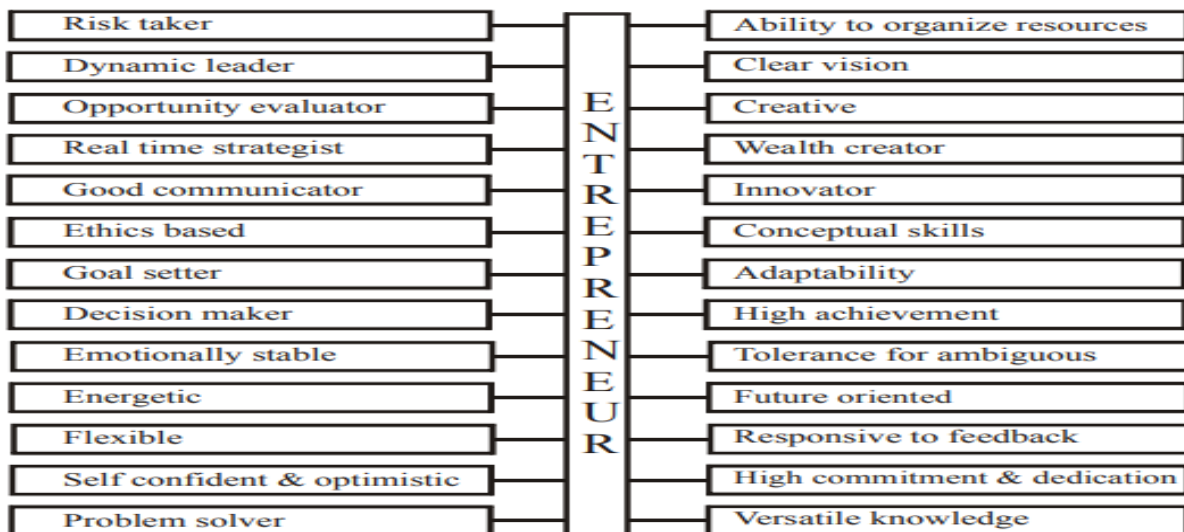 Risk taker
Dynamic leader
Opportunity evaluator
Real time strategist
Good communicator
Ethics based
Goal setter
Decision maker
Emotionally stable
Energetic
Flexible
Self confident & optimistic
Problem solver
ENTREPRENEUR
Ability to organize resources
Clear vision
Creative
Wealth creator
Innovator
Conceptual skills
Adaptability
High achievement
Tolerance for ambiguous
Future oriented
Responsive to feedback
High commitment & dedication
Versatile knowledge